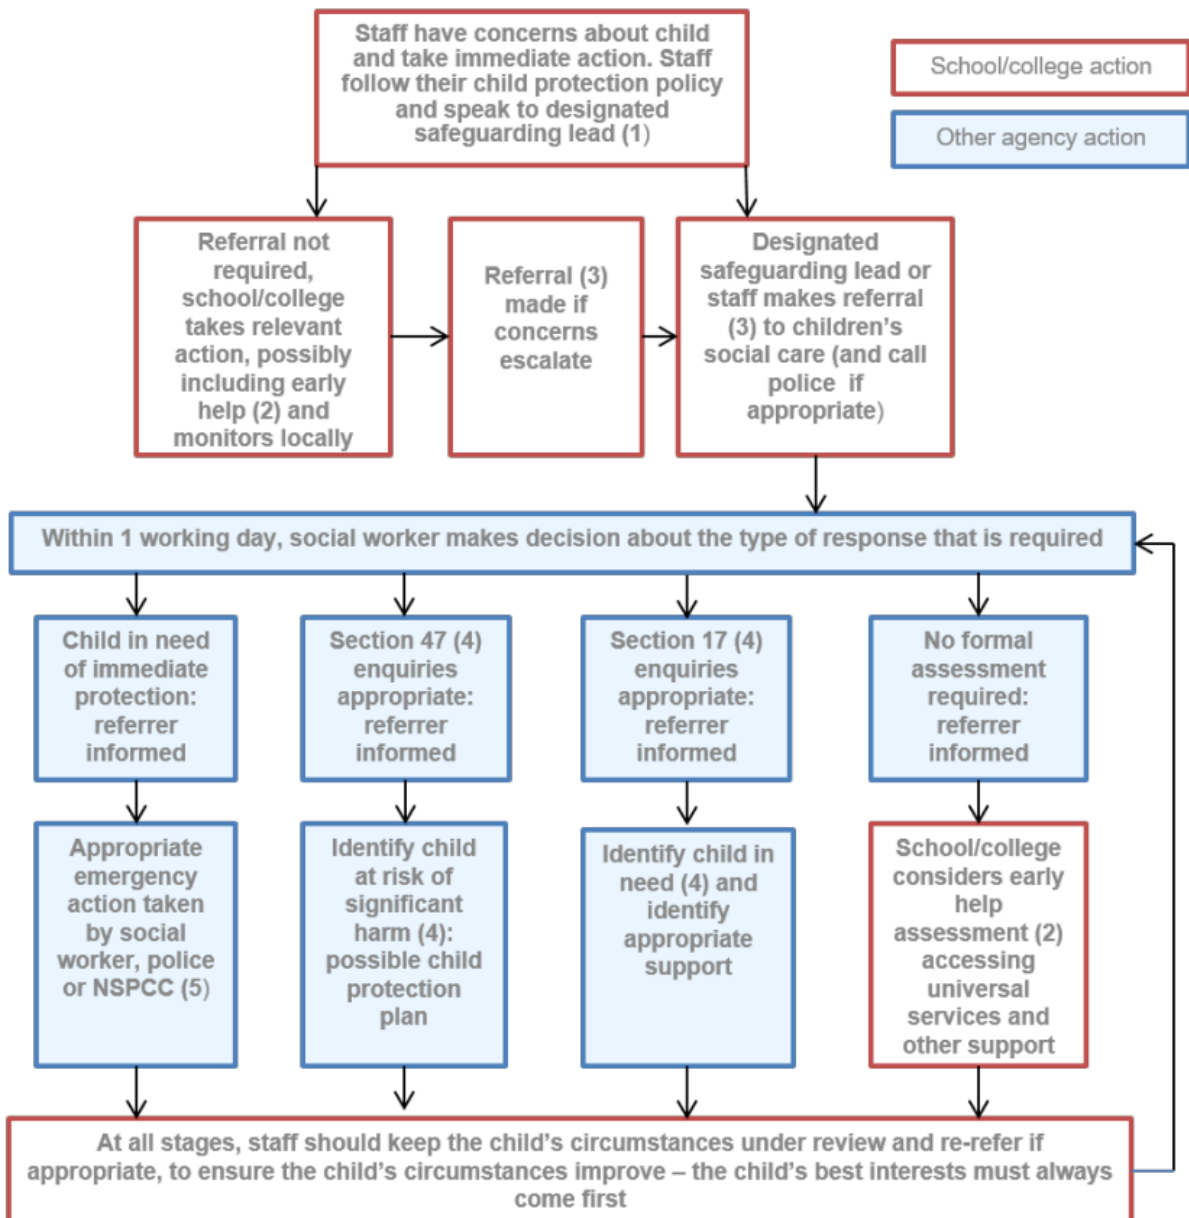 Staff have concerns about child
and take immediate action. Staff
follow their child protection policy
and speak to designated
safeguarding lead (1)
School/college action
Other agency action
Referral not
required,
school/college
takes relevant
action, possibly
including early
help (2) and
monitors locally
Referral (3)
made if
concerns
escalate
Designated
safeguarding lead or
staff makes referral
(3) to children’s
social care (and call
police if
appropriate)
Within 1 working day, social worker makes decision about the type of response that is required
Child in need
of immediate
protection:
referrer
informed
Section 47 (4)
enquiries
appropriate:
referrer
informed
Section 17 (4)
enquiries
appropriate:
referrer
informed
No formal
assessment
required:
referrer
informed
Appropriate
emergency
action taken
by social
worker, police
or NSPCC (5)
Identify child
at risk of
significant
harm (4):
possible child
protection
plan
Identify child in
need (4) and
identify
appropriate
support
School/college
considers early
help
assessment (2)
accessing
universal
services and
other support
At all stages, staff should keep the child’s circumstances under review and re-refer if
appropriate, to ensure the child’s circumstances improve – the child’s best interests must always
come first